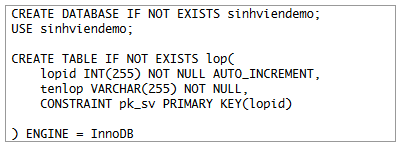 CREATE DATABASE IF NOT EXISTS sinhviendemo;
USE sinhviendemo;
CREATE TABLE IF NOT EXISTS lop(
lopid INT(255) NOT NULL AUTO_INCREMENT,
tenlop VARCHAR(255) NOT NULL,
CONSTRAINT pk_sv PRIMARY KEY(lopid)
) ENGINE = InnoDB